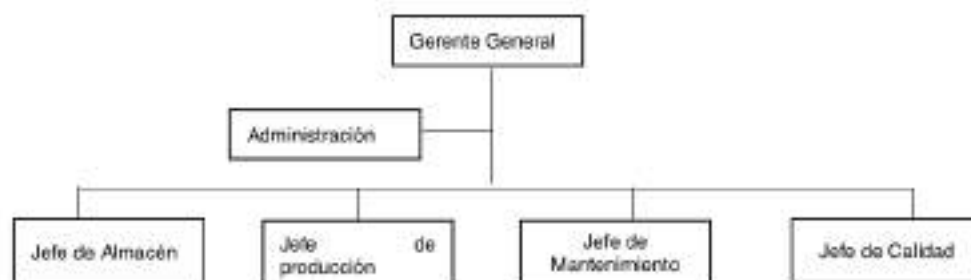 Gerente General
Administración
Jefe de Almacén
Jefe de
producción
Jefe de
Mantenimiento
Jefe de Calidad